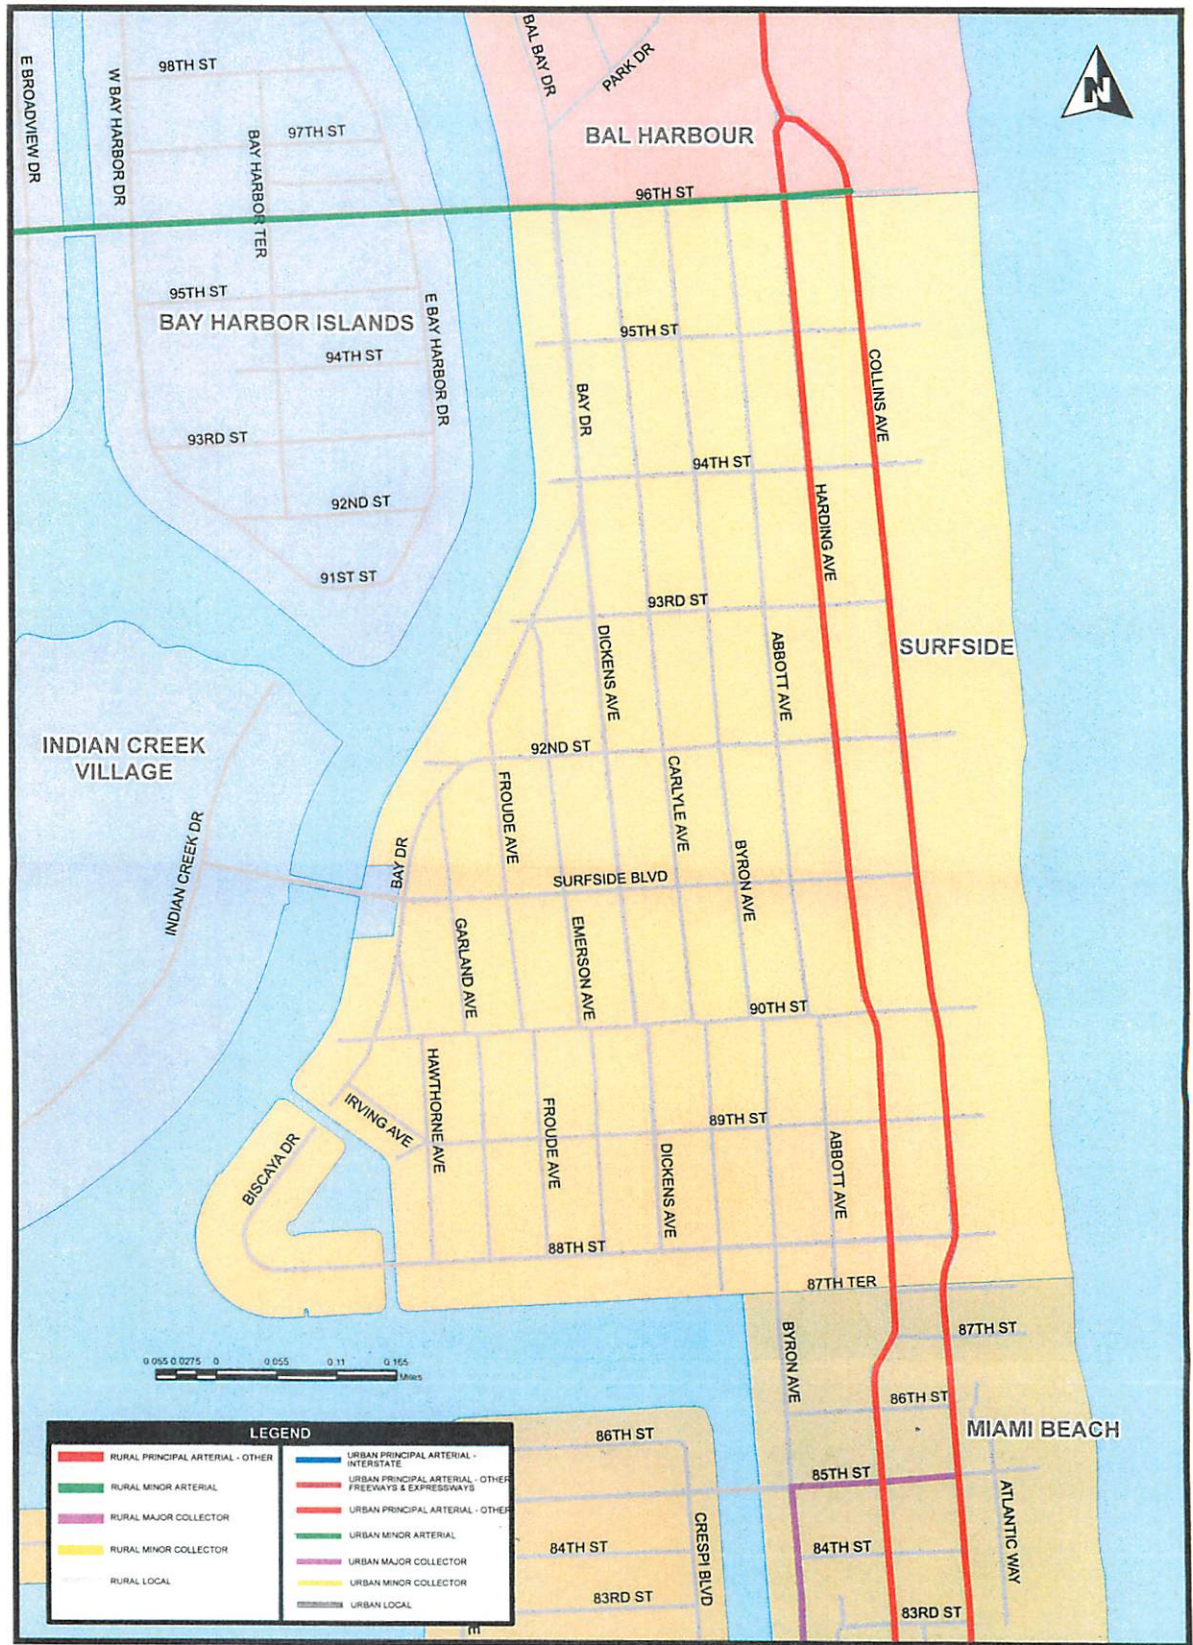 N
E BROADVIEW DR
W BAY HARBOR DR
98TH ST
BAY HARBOR TER
97TH ST
BAL BAY DR
PARK DR
BAL HARBOUR
96TH ST
95TH ST
BAY HARBOR ISLANDS
94TH ST
E BAY HARBOR DR
93RD ST
92ND ST
91ST ST
95TH ST
BAY DR
COLLINS AVE
94TH ST
HARDING AVE
93RD ST
DICKENS AVE
ABBOTT AVE
SURFSIDE
INDIAN CREEK
VILLAGE
92ND ST
FROUDE AVE
CARLYLE AVE
INDIAN CREEK DR
BAY DR
BYRON AVE
SURFSIDE BLVD
GARLAND AVE
EMERSON AVE
90TH ST
HAWTHORNE AVE
IRVING AVE
FROUDE AVE
89TH ST
BISCAYA DR
DICKENS AVE
ABBOTT AVE
88TH ST
87TH TER
BYRON AVE
87TH ST
0.055 0.0275 0 0.055 0.11 0.165
Miles
86TH ST
MIAMI BEACH
86TH ST
85TH ST
CRESPI BLVD
ATLANTIC WAY
84TH ST
84TH ST
83RD ST
83RD ST
E
LEGEND
RURAL PRINCIPAL ARTERIAL - OTHER
RURAL MINOR ARTERIAL
RURAL MAJOR COLLECTOR
RURAL MINOR COLLECTOR
RURAL LOCAL
URBAN PRINCIPAL ARTERIAL -
INTERSTATE
URBAN PRINCIPAL ARTERIAL - OTHER
FREEWAYS & EXPRESSWAYS
URBAN PRINCIPAL ARTERIAL - OTHER
URBAN MINOR ARTERIAL
URBAN MAJOR COLLECTOR
URBAN MINOR COLLECTOR
URBAN LOCAL